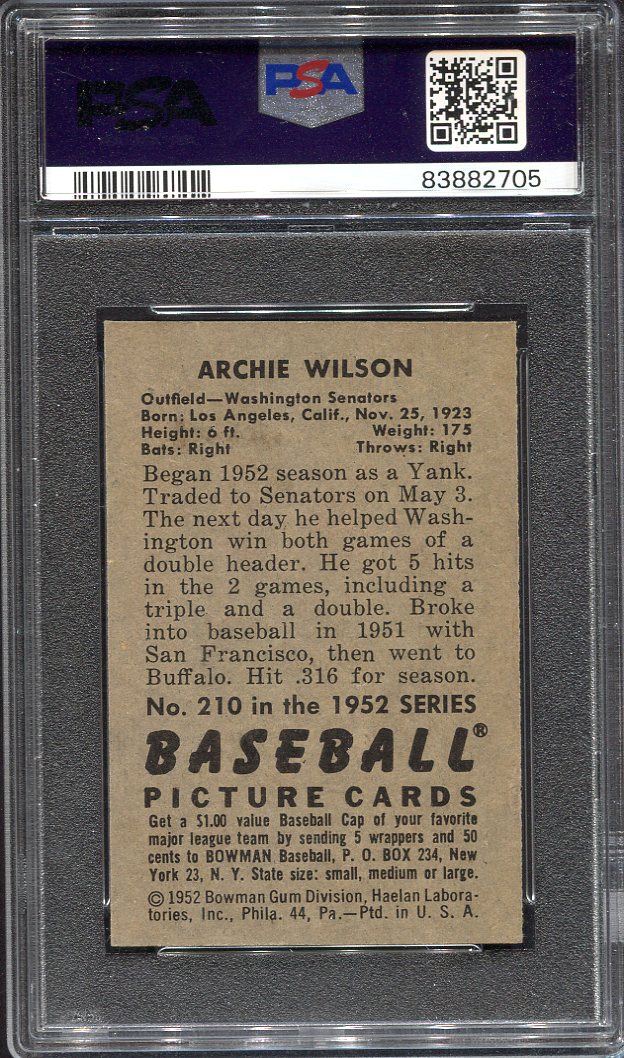 PSA
PSA
83882705
ARCHIE WILSON
Outfield—Washington Senators
Born: Los Angeles, Calif., Nov. 25, 1923
Height: 6 ft. Weight: 175
Bats: Right Throws: Right
Began 1952 season as a Yank.
Traded to Senators on May 3.
The next day he helped Wash-
ington win both games of a
double header. He got 5 hits
in the 2 games, including a
triple and a double. Broke
into baseball in 1951 with
San Francisco, then went to
Buffalo. Hit .316 for season.
No. 210 in the 1952 SERIES
BASEBALL®
PICTURE CARDS
Get a $1.00 value Baseball Cap of your favorite
major league team by sending 5 wrappers and 50
cents to BOWMAN Baseball, P. O. BOX 234, New
York 23, N. Y. State size: small, medium or large.
© 1952 Bowman Gum Division, Haelan Labora-
tories, Inc., Phila. 44, Pa.—Ptd. in U. S. A.